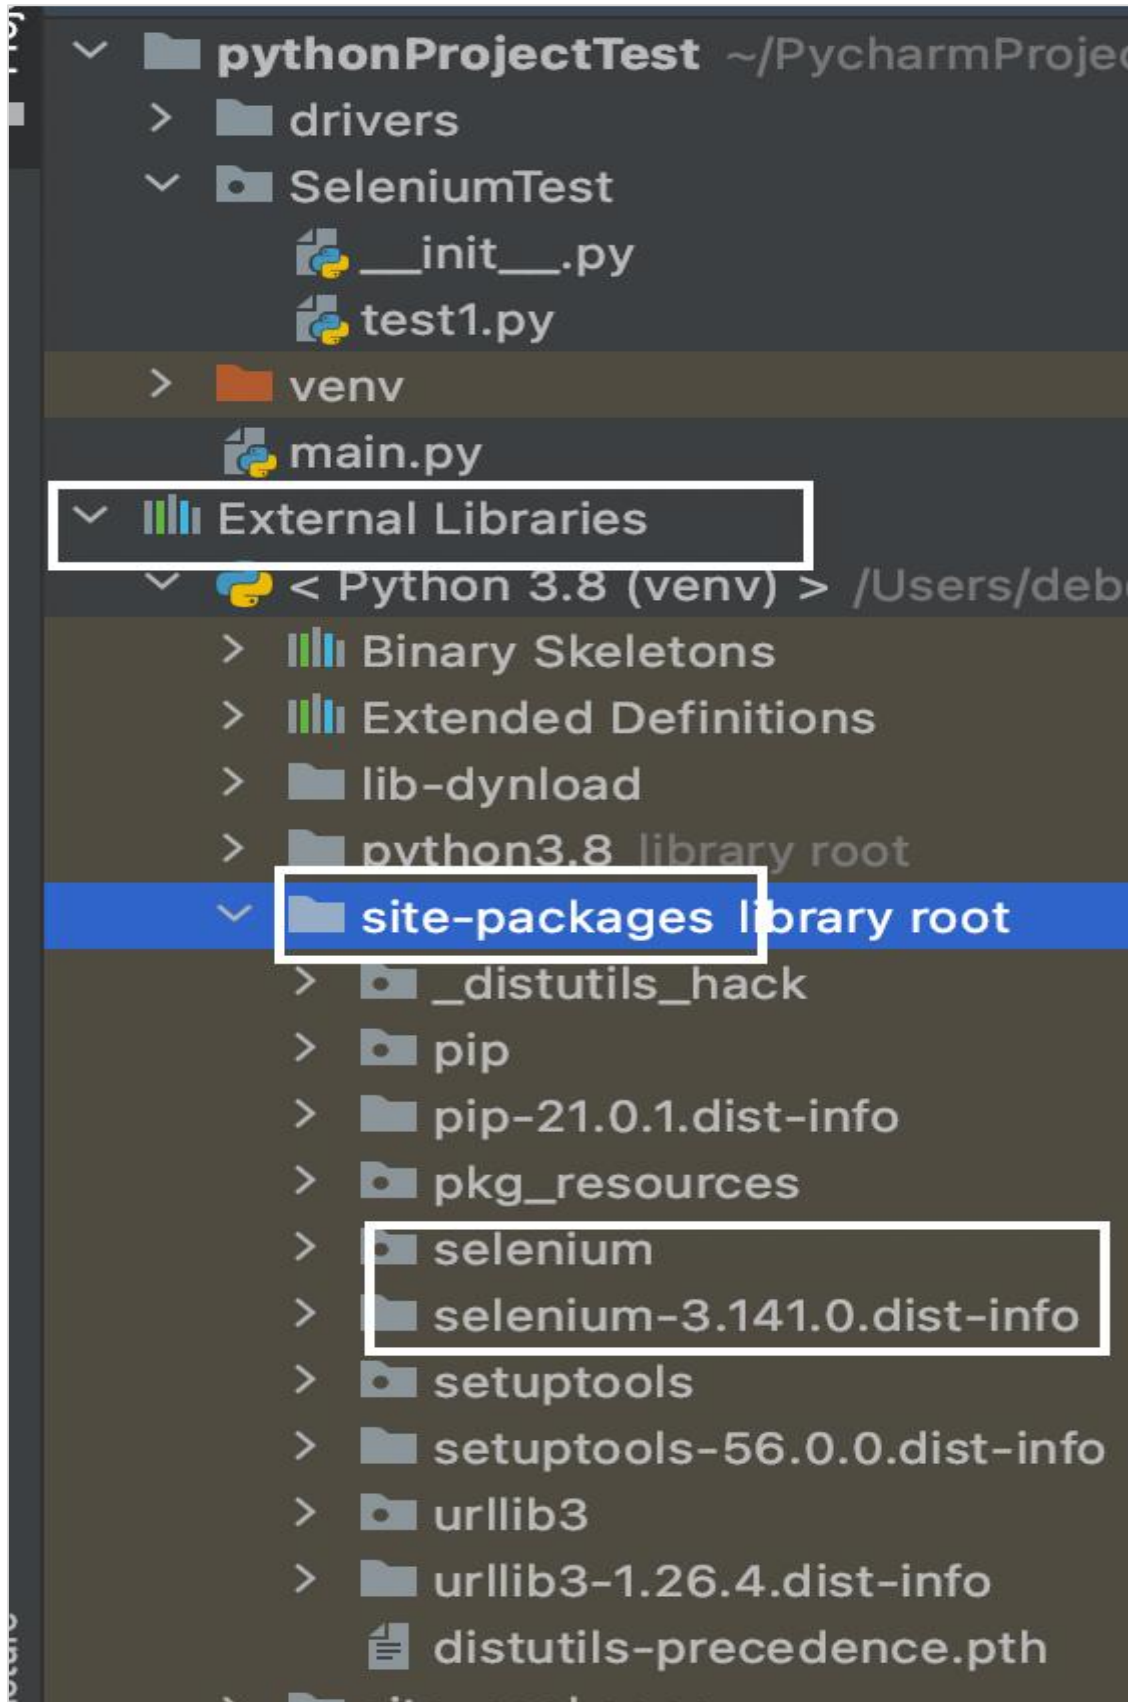 pythonProjectTest ~/PycharmProjec
drivers
SeleniumTest
__init__.py
test1.py
venv
main.py
External Libraries
< Python 3.8 (venv) > /Users/deb
Binary Skeletons
Extended Definitions
lib-dynload
python3.8 library root
site-packages library root
_distutils_hack
pip
pip-21.0.1.dist-info
pkg_resources
selenium
selenium-3.141.0.dist-info
setuptools
setuptools-56.0.0.dist-info
urllib3
urllib3-1.26.4.dist-info
distutils-precedence.pth